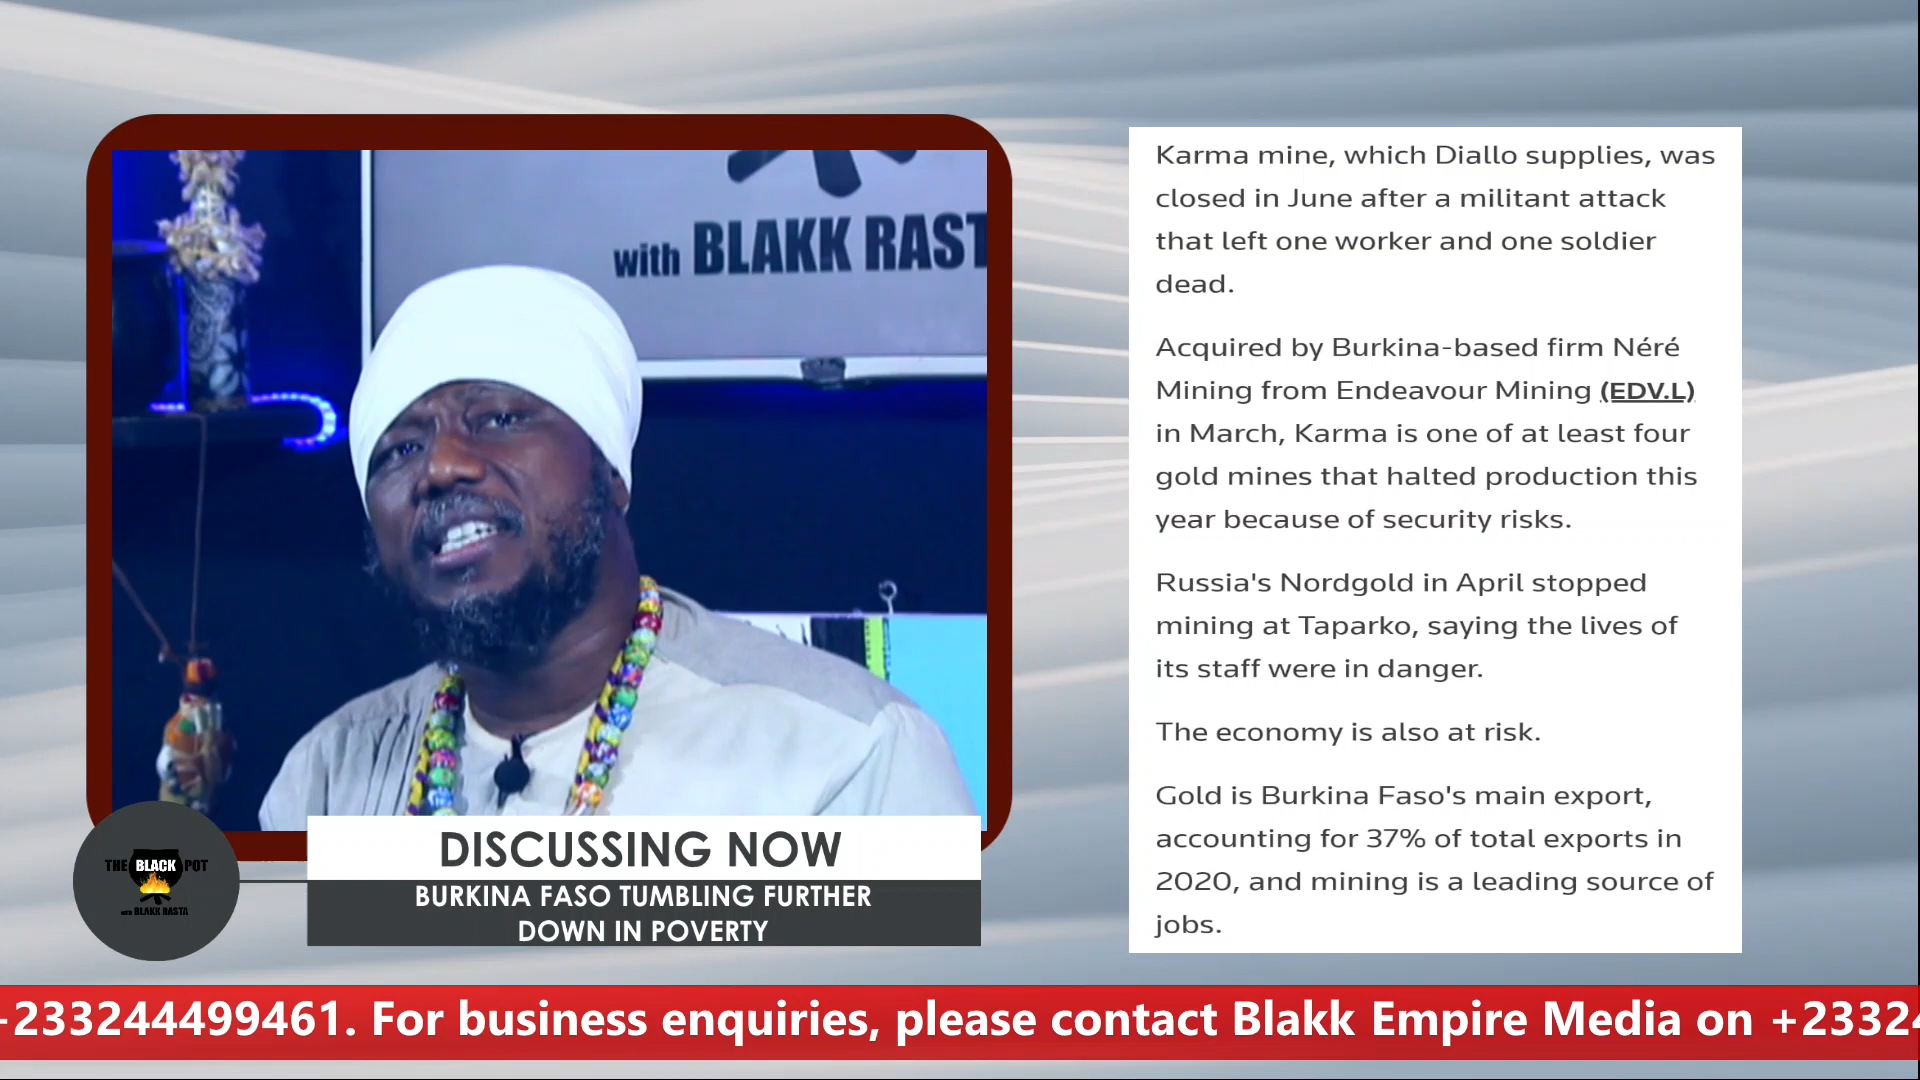 with BLAKK RAST
Karma mine, which Diallo supplies, was
closed in June after a militant attack
that left one worker and one soldier
dead.
Acquired by Burkina-based firm Néré
Mining from Endeavour Mining (EDV.L)
in March, Karma is one of at least four
gold mines that halted production this
year because of security risks.
Russia's Nordgold in April stopped
mining at Taparko, saying the lives of
its staff were in danger.
The economy is also at risk.
Gold is Burkina Faso's main export,
accounting for 37% of total exports in
2020, and mining is a leading source of
jobs.
THE BLACK POT
with BLAKK RASTA
DISCUSSING NOW
BURKINA FASO TUMBLING FURTHER
DOWN IN POVERTY
-233244499461. For business enquiries, please contact Blakk Empire Media on +23324